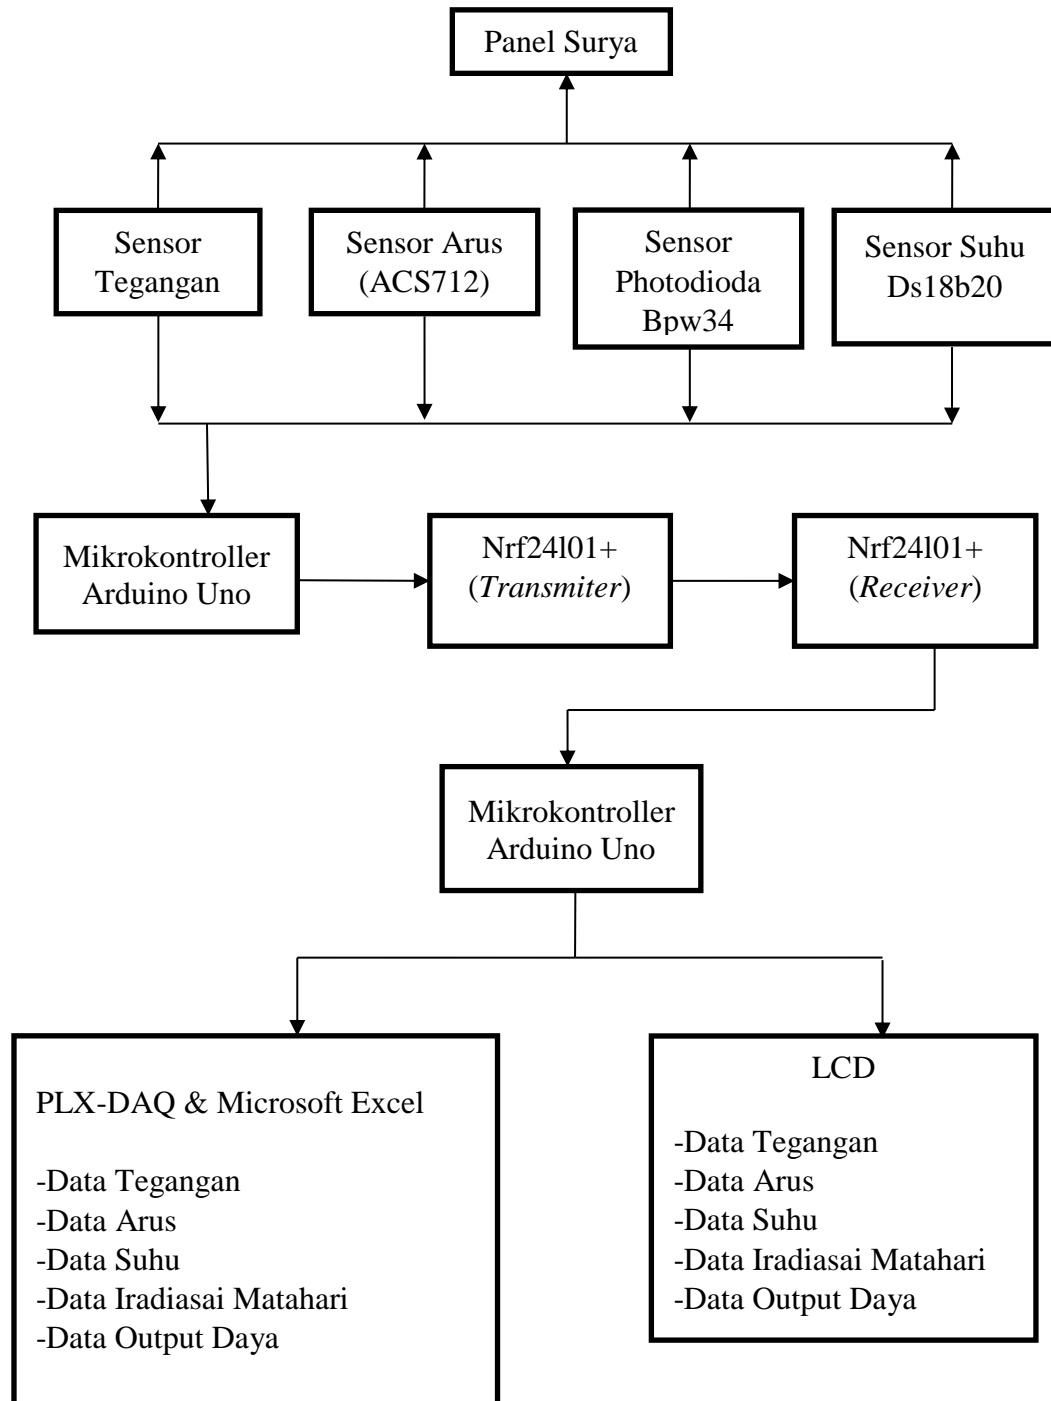 Panel Surya
Sensor
Tegangan
Sensor Arus
(ACS712)
Sensor
Photodioda
Bpw34
Sensor Suhu
Ds18b20
Mikrokontroller
Arduino Uno
Nrf24l01+
(Transmiter)
Nrf24l01+
(Receiver)
Mikrokontroller
Arduino Uno
PLX-DAQ & Microsoft Excel
-Data Tegangan
-Data Arus
-Data Suhu
-Data Iradiasai Matahari
-Data Output Daya
LCD
-Data Tegangan
-Data Arus
-Data Suhu
-Data Iradiasai Matahari
-Data Output Daya